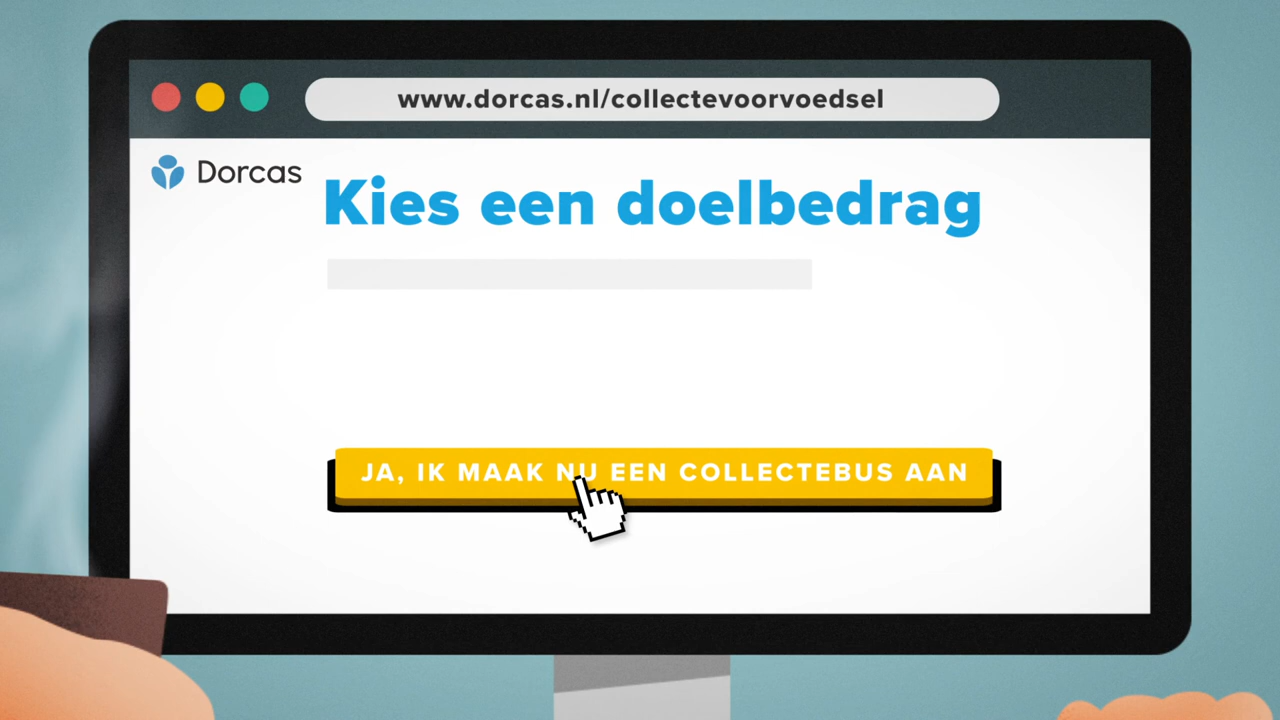 www.dorcas.nl/collectevoorvoedsel
Dorcas
Kies een doelbedrag
JA, IK MAAK NU EEN COLLECTEBUS AAN